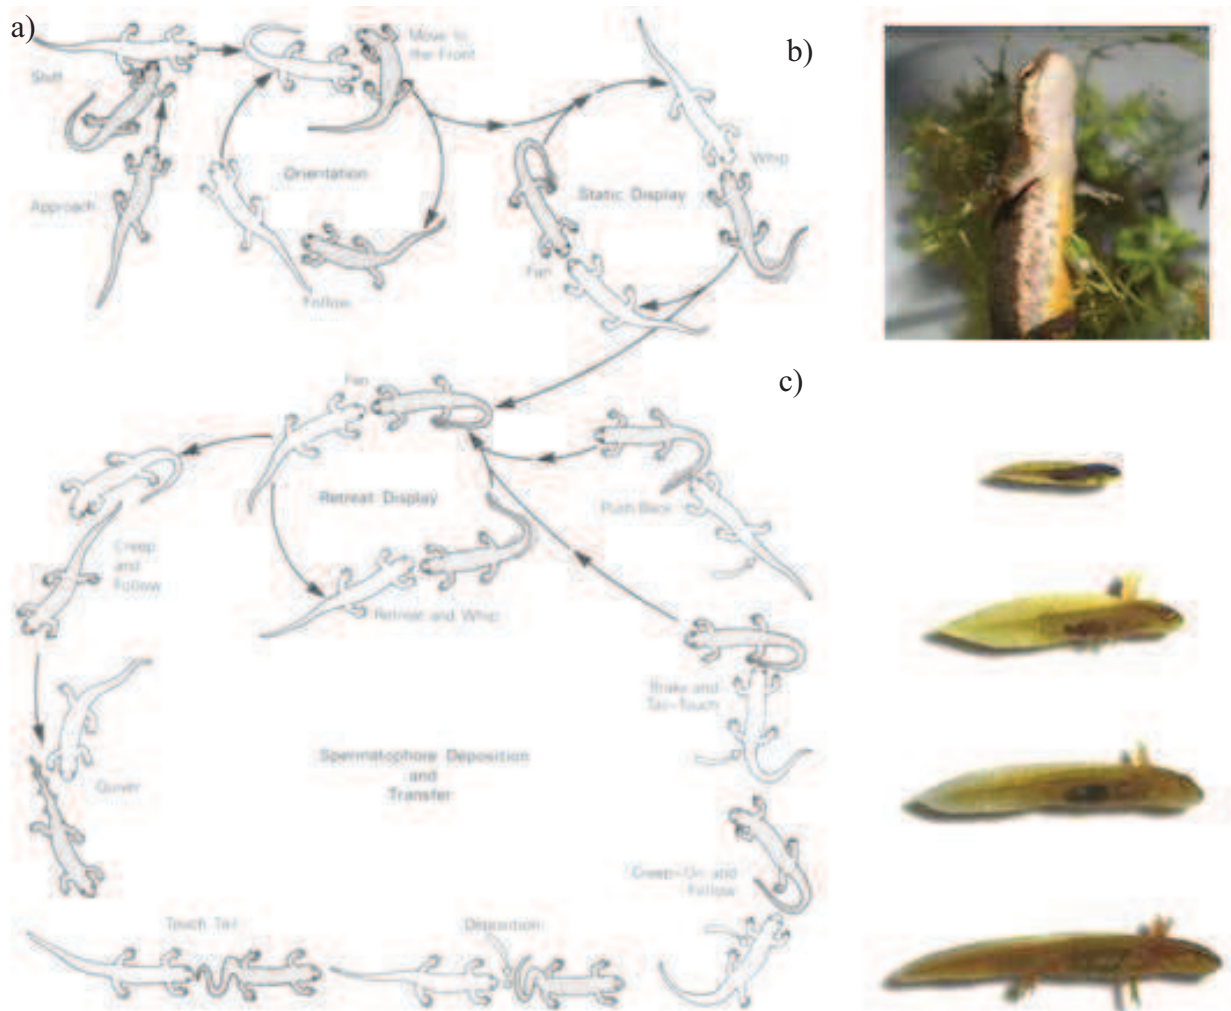 a)
Move to
the Front
b)
Sniff
Whip
Orientation
Static Display
Approach
Fan
Follow
c)
Fan
Retreat Display
Push Back
Creep
and
Follow
Retreat and Whip
Brake and
Tail-Touch
Quiver
Spermatophore Deposition
and
Transfer
Creep-On and
Follow
Touch Tail
Deposition